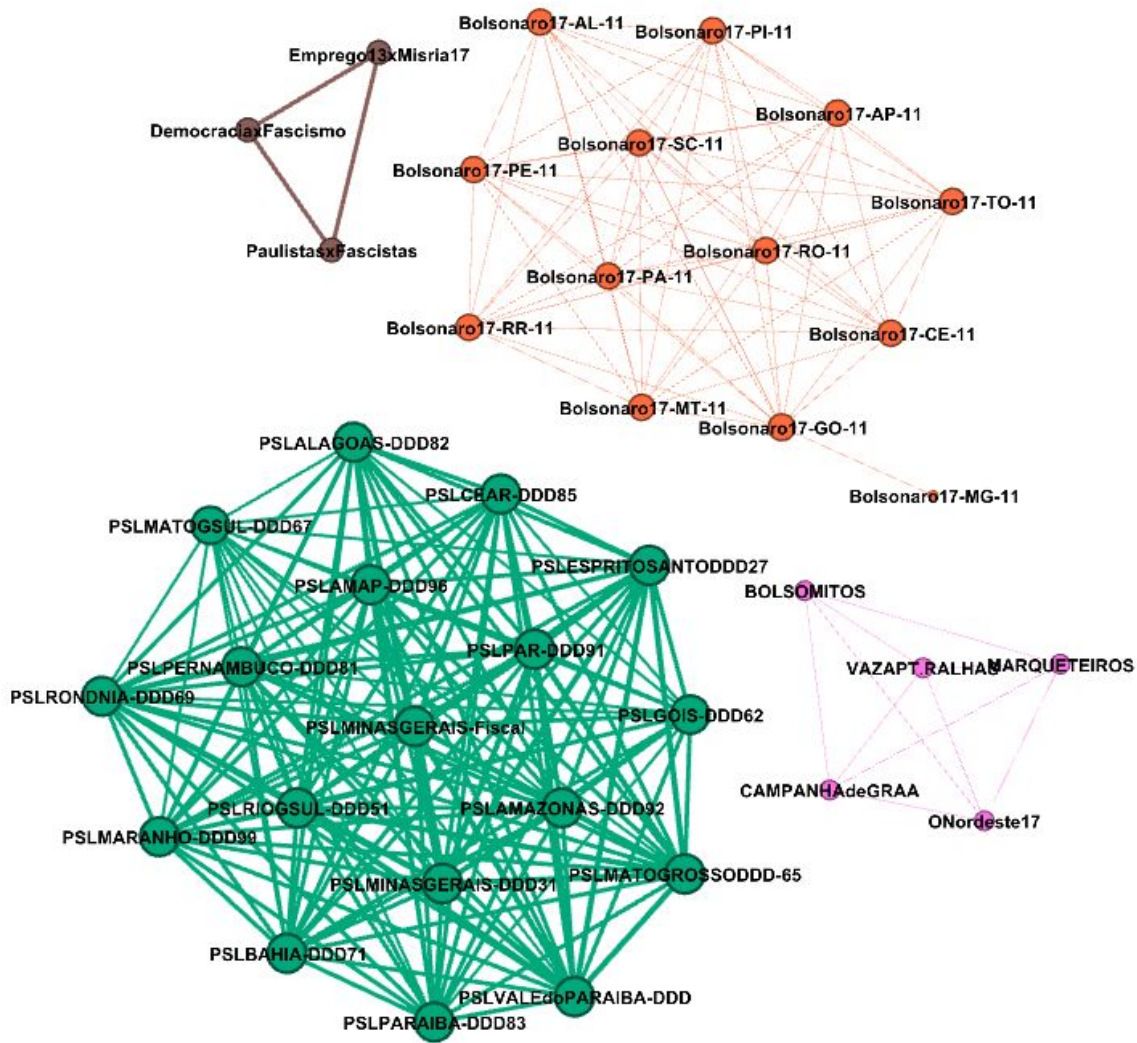 Bolsonaro17-AL-11
Bolsonaro17-PI-11
Emprego13xMisria17
Bolsonaro17-AP-11
DemocraciaxFascismo
Bolsonaro17-SC-11
Bolsonaro17-PE-11
Bolsonaro17-TO-11
PaulistasxFascistas
Bolsonaro17-RO-11
Bolsonaro17-PA-11
Bolsonaro17-RR-11
Bolsonaro17-CE-11
Bolsonaro17-MT-11
Bolsonaro17-GO-11
PSLALAGOAS-DDD82
PSLCEAR-DDD85
Bolsonaro17-MG-11
PSLMATOGSUL-DDD67
PSLESPRITOSANTODDD27
PSLAMAP-DDD96
BOLSOMITOS
PSLPAR-DDD91
PSLPERNAMBUCO-DDD81
VAZAPT.RALHAS
MARQUETEIROS
PSLRONDNIA-DDD69
PSLGOIS-DDD62
PSLMINASGERAIS-Fiscal
CAMPANHAdeGRAA
PSLRIOGSUL-DDD51
PSLAMAZONAS-DDD92
ONordeste17
PSLMARANHO-DDD99
PSLMATOGROSSODDD-65
PSLMINASGERAIS-DDD31
PSLBAHIA-DDD71
PSLVALEdoPARAIBA-DDD
PSLPARAIBA-DDD83